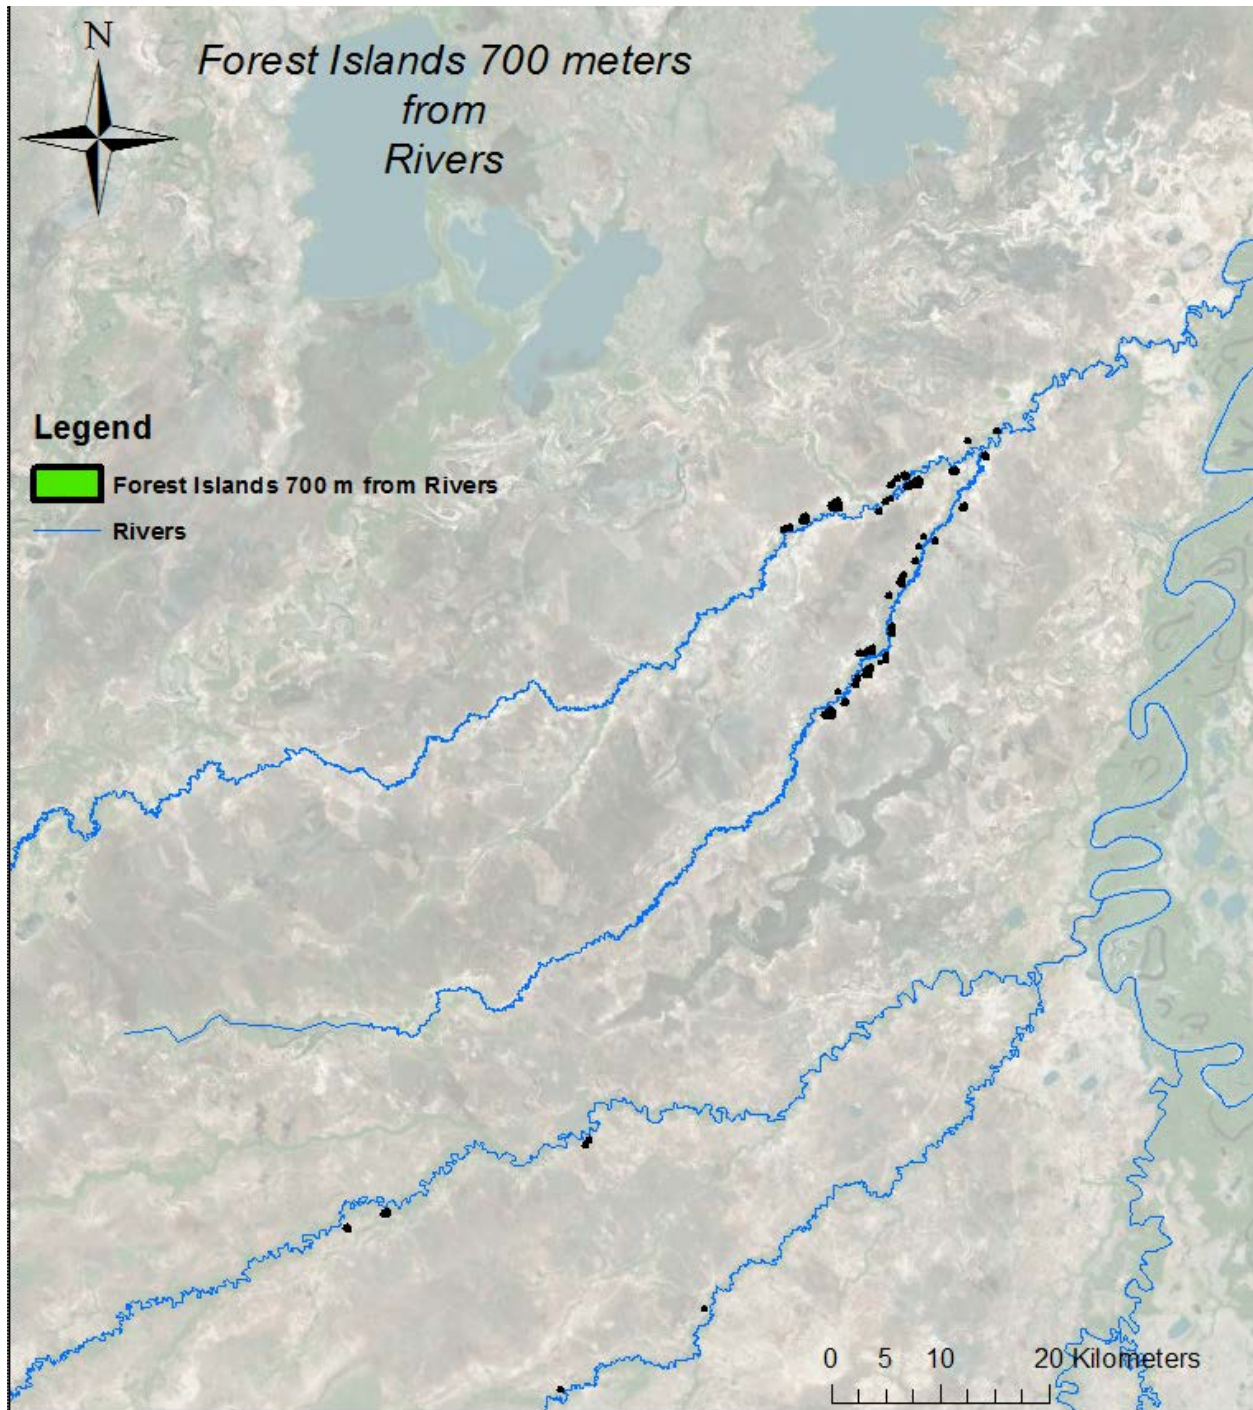 N
Forest Islands 700 meters
from
Rivers
Legend
Forest Islands 700 m from Rivers
Rivers
0 5 10 20 Kilometers